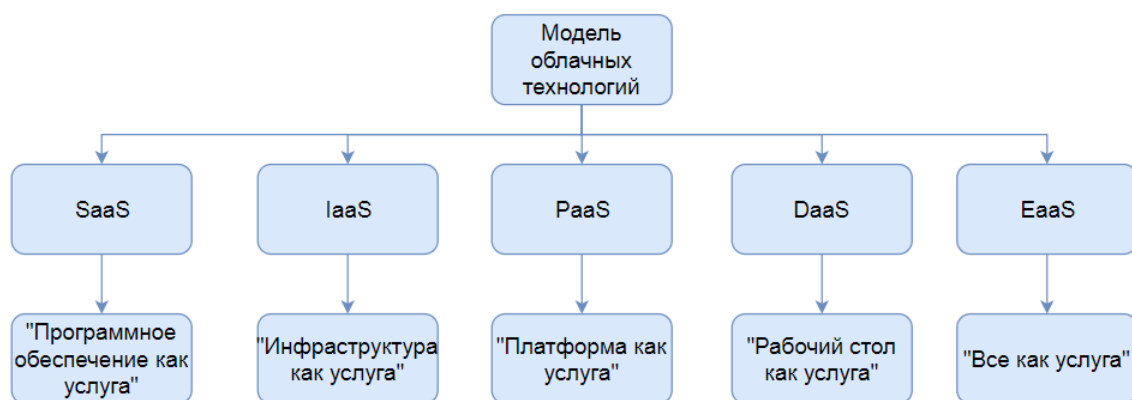 Модель
облачных
технологий
SaaS
IaaS
PaaS
DaaS
EaaS
"Программное
обеспечение как
услуга"
"Инфраструктура
как услуга"
"Платформа как
услуга"
"Рабочий стол
как услуга"
"Все как услуга"